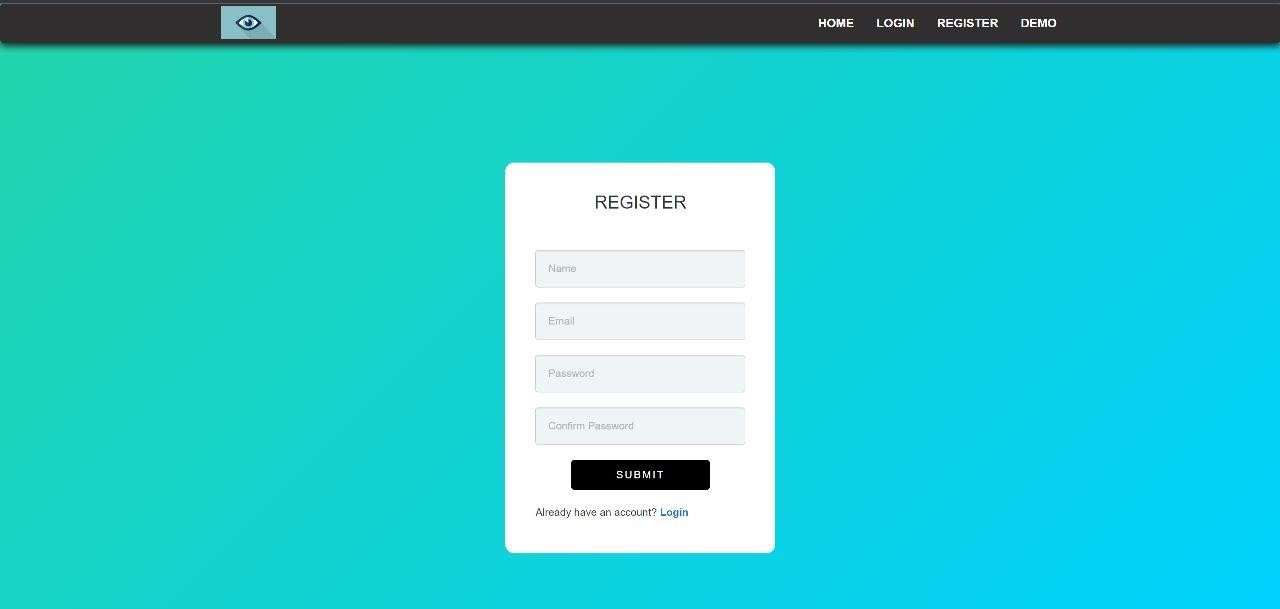 HOME LOGIN REGISTER DEMO
REGISTER
Name
Email
Password
Confirm Password
SUBMIT
Already have an account? Login